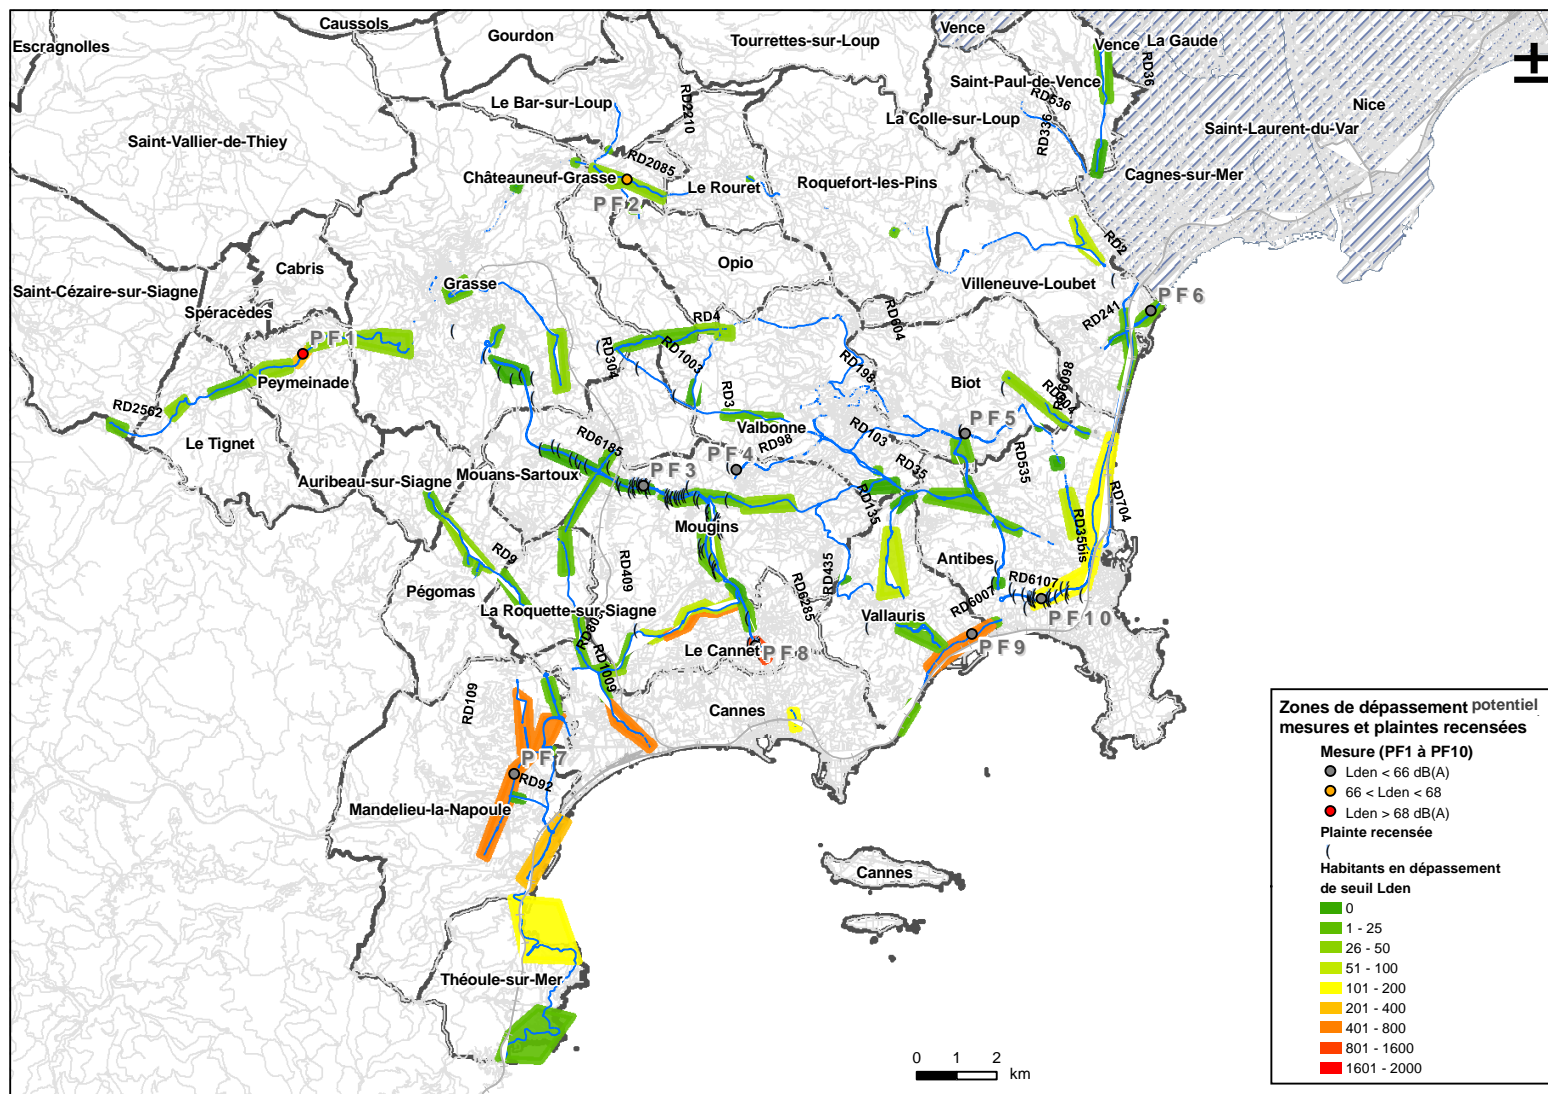 Caussols
Escragnolles
Gourdon
Tourrettes-sur-Loup
Vence
Vence
La Gaude
RD36
Saint-Paul-de-Vence
RD536
Nice
Le Bar-sur-Loup
RD2210
La Colle-sur-Loup
RD336
Saint-Laurent-du-Var
Saint-Vallier-de-Thiey
RD2085
Châteauneuf-Grasse
Le Rouret
Roquefort-les-Pins
Cagnes-sur-Mer
PF2
RD2
Cabris
Opio
Grasse
Villeneuve-Loubet
Saint-Cézaire-sur-Siagne
PF6
Spéracèdes
RD241
RD4
RD604
PF1
RD304
RD1003
RD198
Peymeinade
Biot
RD3
RD2562
Valbonne
RD103
PF5
Le Tignet
RD6185
PF4
RD98
RD35
RD535
PF3
Mouans-Sartoux
Auribeau-sur-Siagne
RD135
RD704
Mougins
RD35bis
RD9
RD409
Antibes
RD435
RD6107
Pégomas
RD6285
La Roquette-sur-Siagne
Vallauris
RD6007
PF10
PF9
Le Cannet
PF8
RD1009
RD109
Cannes
PF7
RD92
Mandelieu-la-Napoule
Cannes
Théoule-sur-Mer
0 1 2
km
Zones de dépassement potentiel
mesures et plaintes recensées
Mesure (PF1 à PF10)
Lden < 66 dB(A)
66 < Lden < 68
Lden > 68 dB(A)
Plainte recensée
(
Habitants en dépassement
de seuil Lden
0
1 - 25
26 - 50
51 - 100
101 - 200
201 - 400
401 - 800
801 - 1600
1601 - 2000